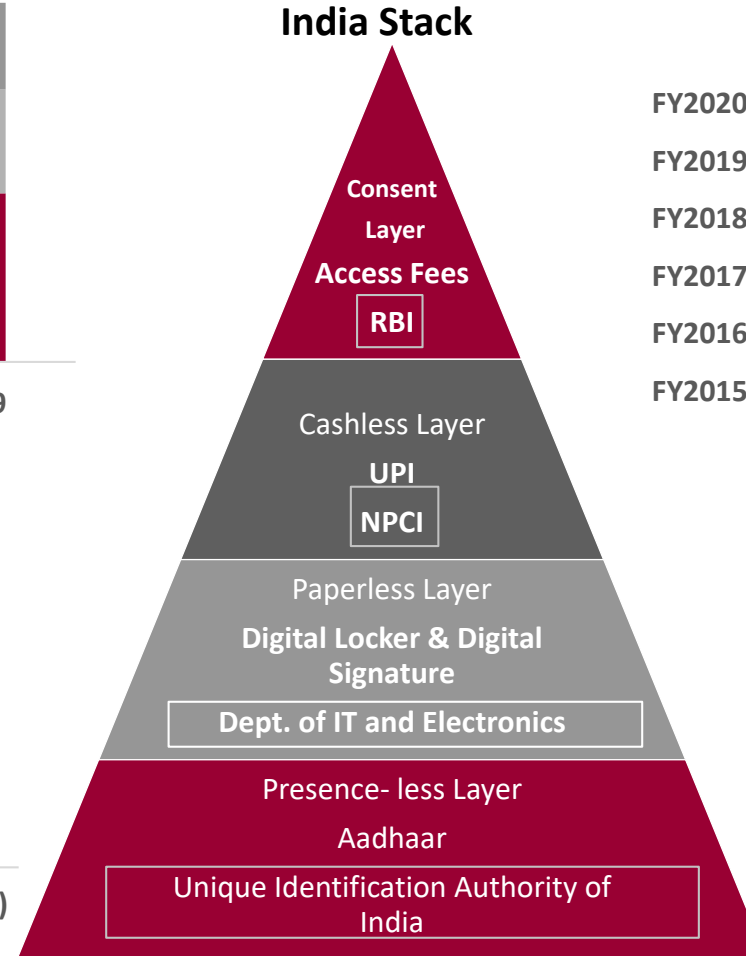 India Stack
Consent
Layer
Access Fees
RBI
Cashless Layer
UPI
NPCI
Paperless Layer
Digital Locker & Digital
Signature
Dept. of IT and Electronics
Presence- less Layer
Aadhaar
Unique Identification Authority of
India
FY2020
FY2019
FY2018
FY2017
FY2016
FY2015
9
)